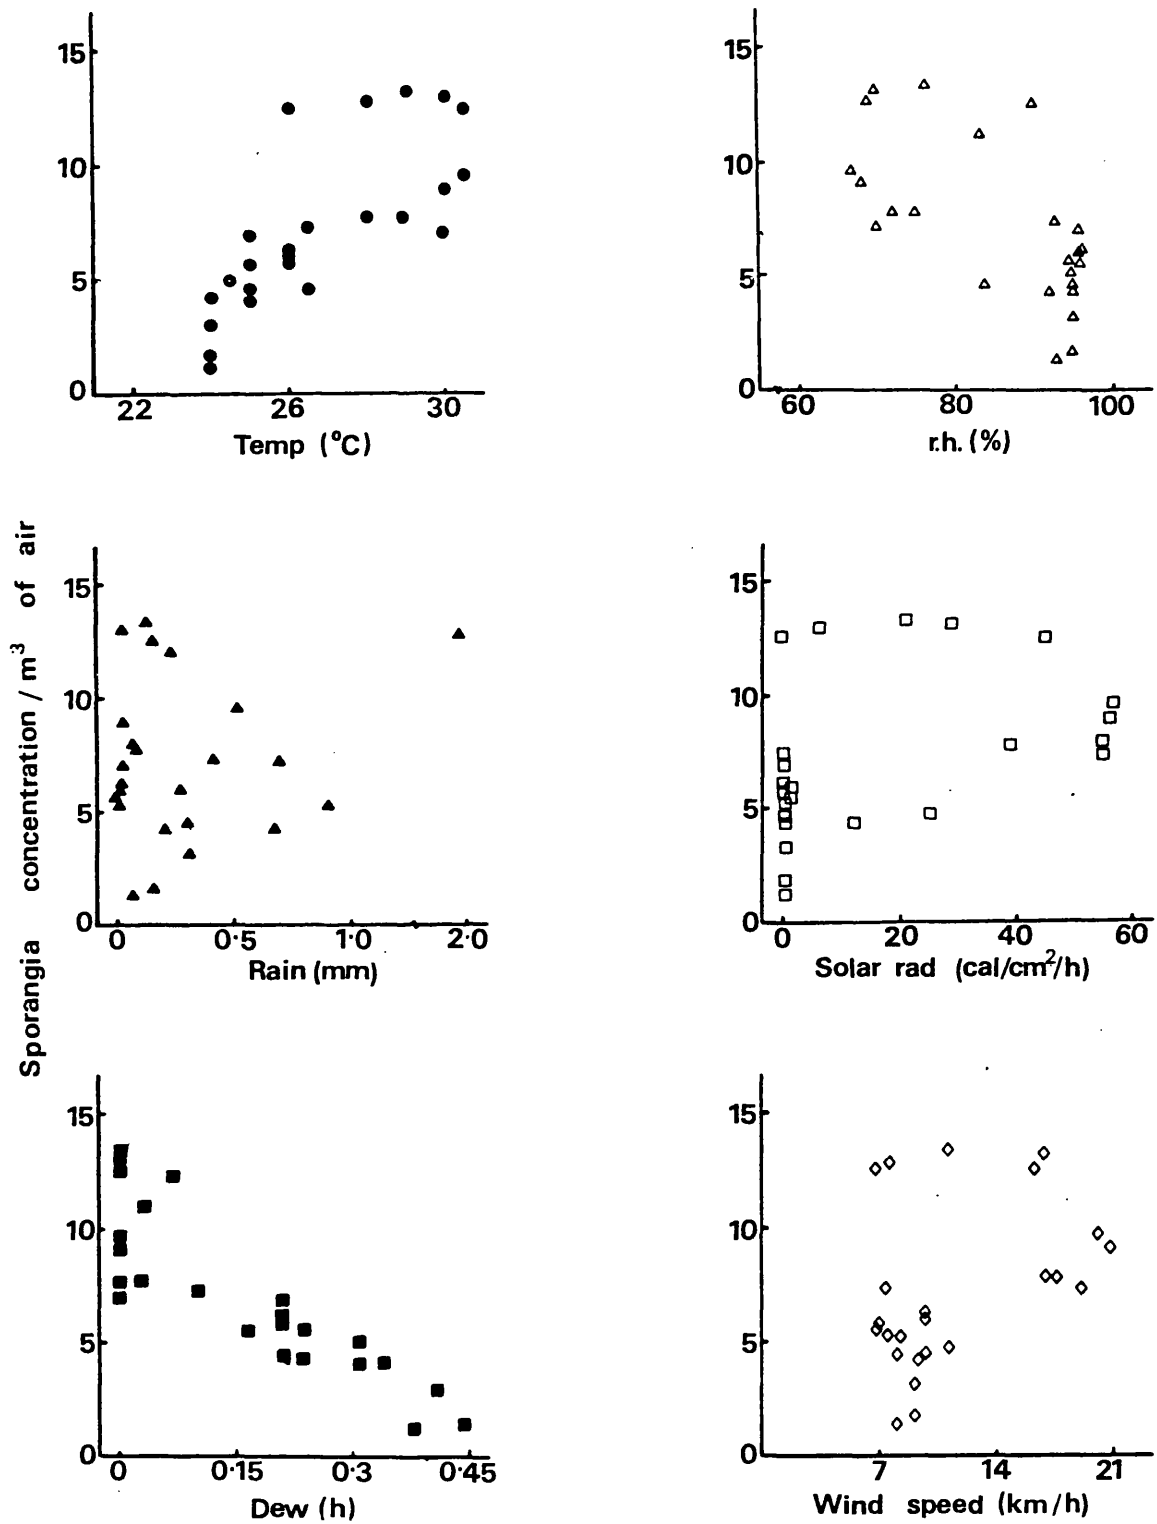 Sporangia concentration / m³ of air
15
10
5
0
22 26 30
Temp (°C)
15
10
5
0
60 80 100
r.h. (%)
15
10
5
0
0 0·5 1·0 2·0
Rain (mm)
15
10
5
0
0 20 40 60
Solar rad (cal/cm²/h)
15
10
5
0
0 0·15 0·3 0·45
Dew (h)
15
10
5
0
7 14 21
Wind speed (km/h)